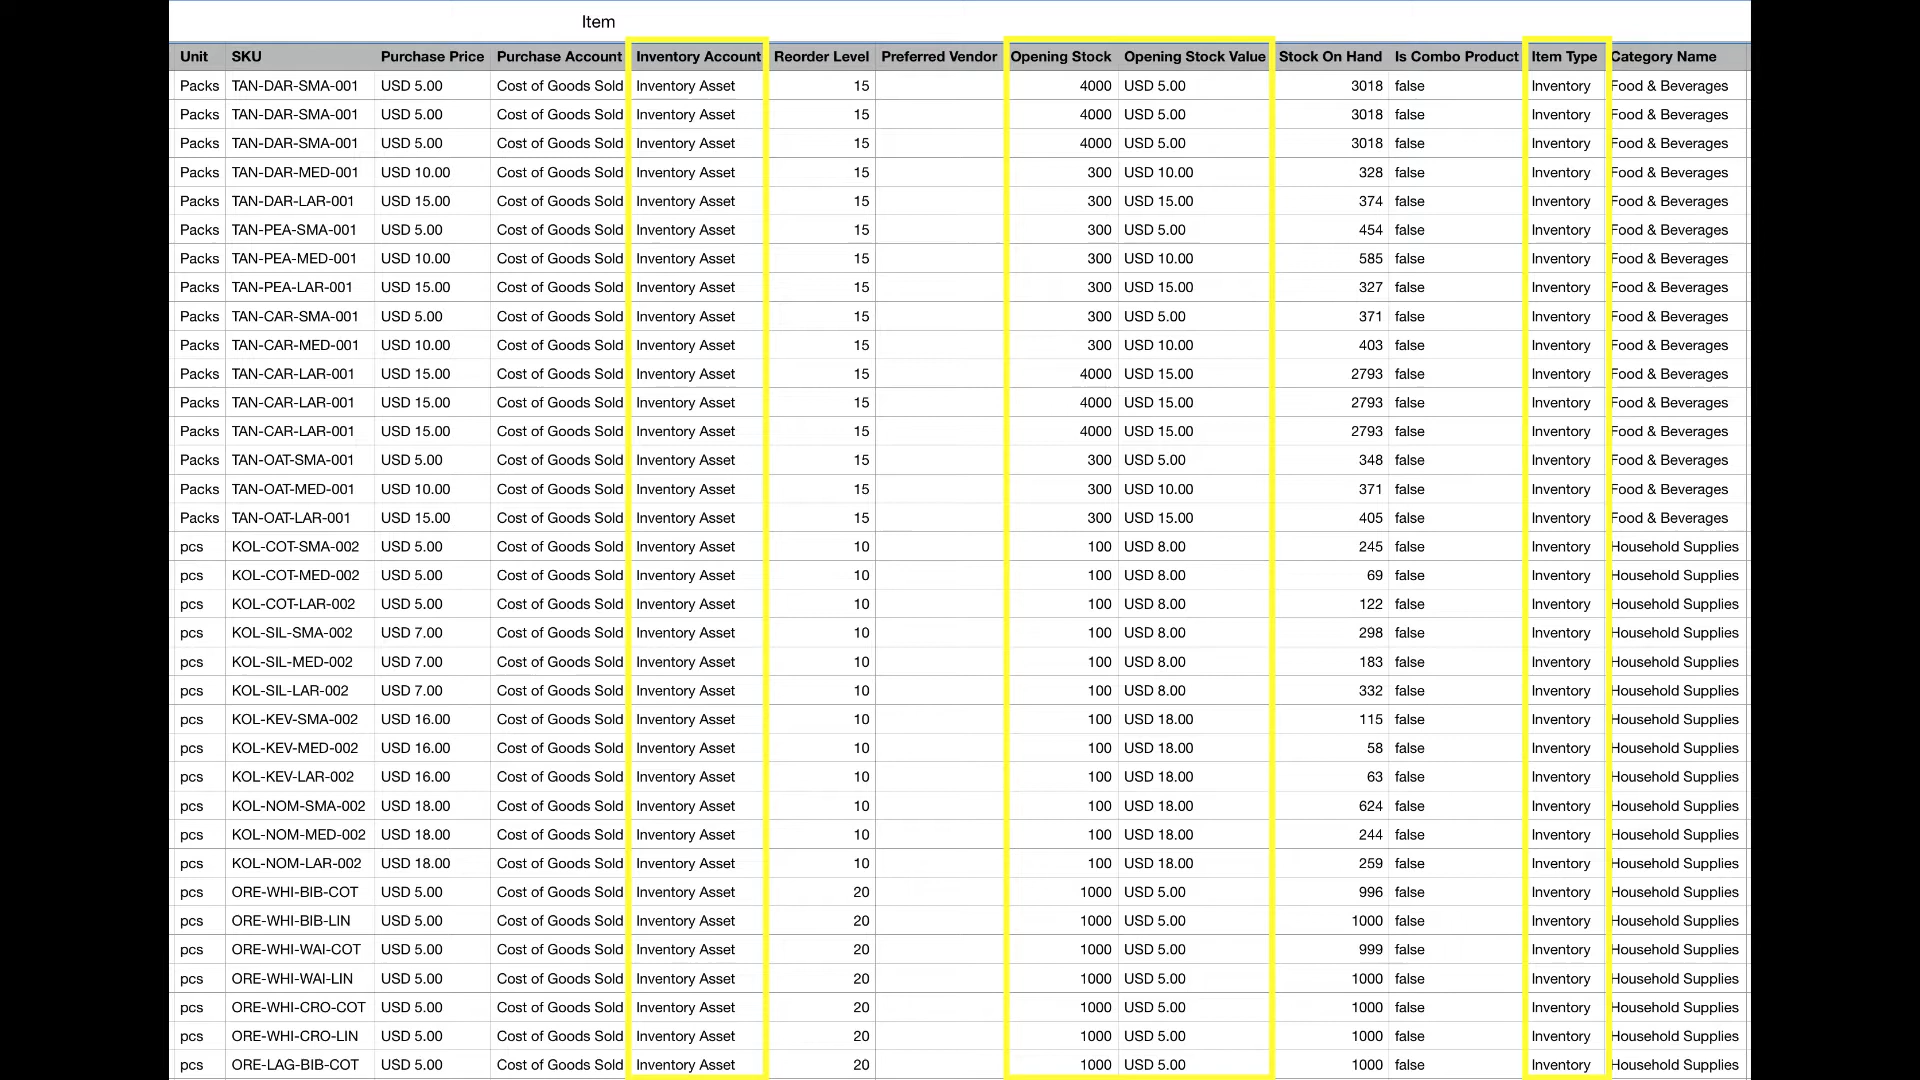 Item
Unit SKU Purchase Price Purchase Account Inventory Account Reorder Level Preferred Vendor Opening Stock Opening Stock Value Stock On Hand Is Combo Product Item Type Category Name
Packs TAN-DAR-SMA-001 USD 5.00 Cost of Goods Sold Inventory Asset 15 4000 USD 5.00 3018 false Inventory Food & Beverages
Packs TAN-DAR-SMA-001 USD 5.00 Cost of Goods Sold Inventory Asset 15 4000 USD 5.00 3018 false Inventory Food & Beverages
Packs TAN-DAR-SMA-001 USD 5.00 Cost of Goods Sold Inventory Asset 15 4000 USD 5.00 3018 false Inventory Food & Beverages
Packs TAN-DAR-MED-001 USD 10.00 Cost of Goods Sold Inventory Asset 15 300 USD 10.00 328 false Inventory Food & Beverages
Packs TAN-DAR-LAR-001 USD 15.00 Cost of Goods Sold Inventory Asset 15 300 USD 15.00 374 false Inventory Food & Beverages
Packs TAN-PEA-SMA-001 USD 5.00 Cost of Goods Sold Inventory Asset 15 300 USD 5.00 454 false Inventory Food & Beverages
Packs TAN-PEA-MED-001 USD 10.00 Cost of Goods Sold Inventory Asset 15 300 USD 10.00 585 false Inventory Food & Beverages
Packs TAN-PEA-LAR-001 USD 15.00 Cost of Goods Sold Inventory Asset 15 300 USD 15.00 327 false Inventory Food & Beverages
Packs TAN-CAR-SMA-001 USD 5.00 Cost of Goods Sold Inventory Asset 15 300 USD 5.00 371 false Inventory Food & Beverages
Packs TAN-CAR-MED-001 USD 10.00 Cost of Goods Sold Inventory Asset 15 300 USD 10.00 403 false Inventory Food & Beverages
Packs TAN-CAR-LAR-001 USD 15.00 Cost of Goods Sold Inventory Asset 15 4000 USD 15.00 2793 false Inventory Food & Beverages
Packs TAN-CAR-LAR-001 USD 15.00 Cost of Goods Sold Inventory Asset 15 4000 USD 15.00 2793 false Inventory Food & Beverages
Packs TAN-CAR-LAR-001 USD 15.00 Cost of Goods Sold Inventory Asset 15 4000 USD 15.00 2793 false Inventory Food & Beverages
Packs TAN-OAT-SMA-001 USD 5.00 Cost of Goods Sold Inventory Asset 15 300 USD 5.00 348 false Inventory Food & Beverages
Packs TAN-OAT-MED-001 USD 10.00 Cost of Goods Sold Inventory Asset 15 300 USD 10.00 371 false Inventory Food & Beverages
Packs TAN-OAT-LAR-001 USD 15.00 Cost of Goods Sold Inventory Asset 15 300 USD 15.00 405 false Inventory Food & Beverages
pcs KOL-COT-SMA-002 USD 5.00 Cost of Goods Sold Inventory Asset 10 100 USD 8.00 245 false Inventory Household Supplies
pcs KOL-COT-MED-002 USD 5.00 Cost of Goods Sold Inventory Asset 10 100 USD 8.00 69 false Inventory Household Supplies
pcs KOL-COT-LAR-002 USD 5.00 Cost of Goods Sold Inventory Asset 10 100 USD 8.00 122 false Inventory Household Supplies
pcs KOL-SIL-SMA-002 USD 7.00 Cost of Goods Sold Inventory Asset 10 100 USD 8.00 298 false Inventory Household Supplies
pcs KOL-SIL-MED-002 USD 7.00 Cost of Goods Sold Inventory Asset 10 100 USD 8.00 183 false Inventory Household Supplies
pcs KOL-SIL-LAR-002 USD 7.00 Cost of Goods Sold Inventory Asset 10 100 USD 8.00 332 false Inventory Household Supplies
pcs KOL-KEV-SMA-002 USD 16.00 Cost of Goods Sold Inventory Asset 10 100 USD 18.00 115 false Inventory Household Supplies
pcs KOL-KEV-MED-002 USD 16.00 Cost of Goods Sold Inventory Asset 10 100 USD 18.00 58 false Inventory Household Supplies
pcs KOL-KEV-LAR-002 USD 16.00 Cost of Goods Sold Inventory Asset 10 100 USD 18.00 63 false Inventory Household Supplies
pcs KOL-NOM-SMA-002 USD 18.00 Cost of Goods Sold Inventory Asset 10 100 USD 18.00 624 false Inventory Household Supplies
pcs KOL-NOM-MED-002 USD 18.00 Cost of Goods Sold Inventory Asset 10 100 USD 18.00 244 false Inventory Household Supplies
pcs KOL-NOM-LAR-002 USD 18.00 Cost of Goods Sold Inventory Asset 10 100 USD 18.00 259 false Inventory Household Supplies
pcs ORE-WHI-BIB-COT USD 5.00 Cost of Goods Sold Inventory Asset 20 1000 USD 5.00 996 false Inventory Household Supplies
pcs ORE-WHI-BIB-LIN USD 5.00 Cost of Goods Sold Inventory Asset 20 1000 USD 5.00 1000 false Inventory Household Supplies
pcs ORE-WHI-WAI-COT USD 5.00 Cost of Goods Sold Inventory Asset 20 1000 USD 5.00 999 false Inventory Household Supplies
pcs ORE-WHI-WAI-LIN USD 5.00 Cost of Goods Sold Inventory Asset 20 1000 USD 5.00 1000 false Inventory Household Supplies
pcs ORE-WHI-CRO-COT USD 5.00 Cost of Goods Sold Inventory Asset 20 1000 USD 5.00 1000 false Inventory Household Supplies
pcs ORE-WHI-CRO-LIN USD 5.00 Cost of Goods Sold Inventory Asset 20 1000 USD 5.00 1000 false Inventory Household Supplies
pcs ORE-LAG-BIB-COT USD 5.00 Cost of Goods Sold Inventory Asset 20 1000 USD 5.00 1000 false Inventory Household Supplies